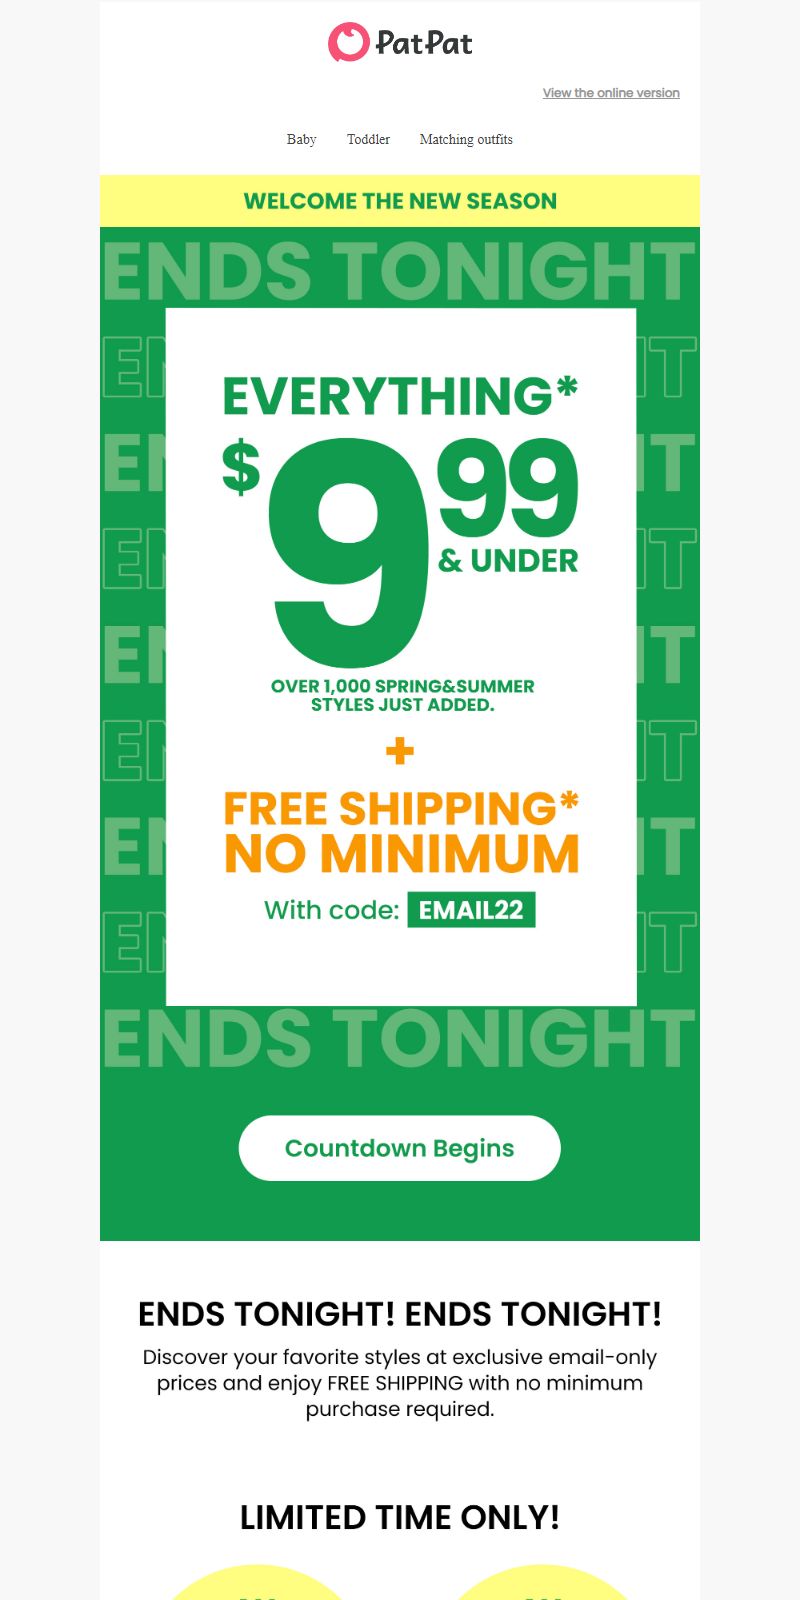 PatPat
View the online version
Baby Toddler Matching outfits
WELCOME THE NEW SEASON
ENDS TONIGHT
EVERYTHING*
$9.99
& UNDER
OVER 1,000 SPRING&SUMMER
STYLES JUST ADDED.
+
FREE SHIPPING*
NO MINIMUM
With code: EMAIL22
ENDS TONIGHT
Countdown Begins
ENDS TONIGHT! ENDS TONIGHT!
Discover your favorite styles at exclusive email-only
prices and enjoy FREE SHIPPING with no minimum
purchase required.
LIMITED TIME ONLY!